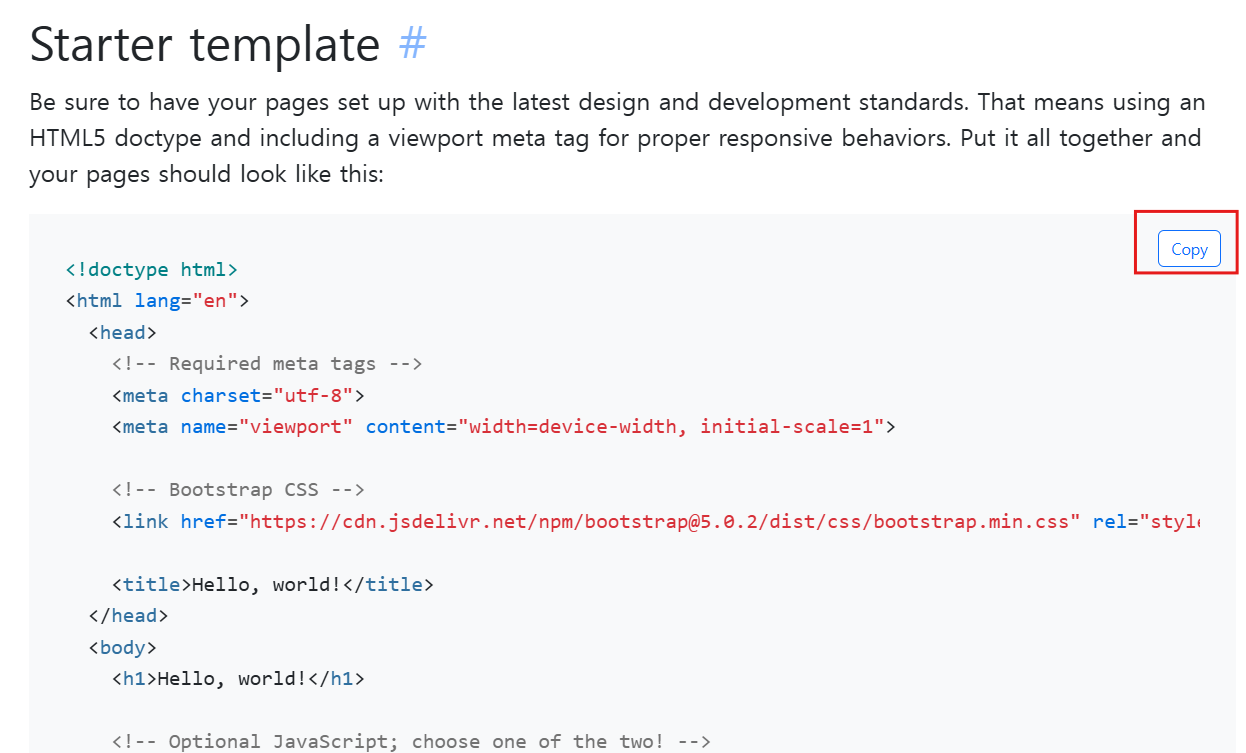 Starter template #
Be sure to have your pages set up with the latest design and development standards. That means using an
HTML5 doctype and including a viewport meta tag for proper responsive behaviors. Put it all together and
your pages should look like this:
Copy
<!doctype html>
<html lang="en">
  <head>
    <!-- Required meta tags -->
    <meta charset="utf-8">
    <meta name="viewport" content="width=device-width, initial-scale=1">

    <!-- Bootstrap CSS -->
    <link href="https://cdn.jsdelivr.net/npm/bootstrap@5.0.2/dist/css/bootstrap.min.css" rel="style

    <title>Hello, world!</title>
  </head>
  <body>
    <h1>Hello, world!</h1>

    <!-- Optional JavaScript; choose one of the two! -->